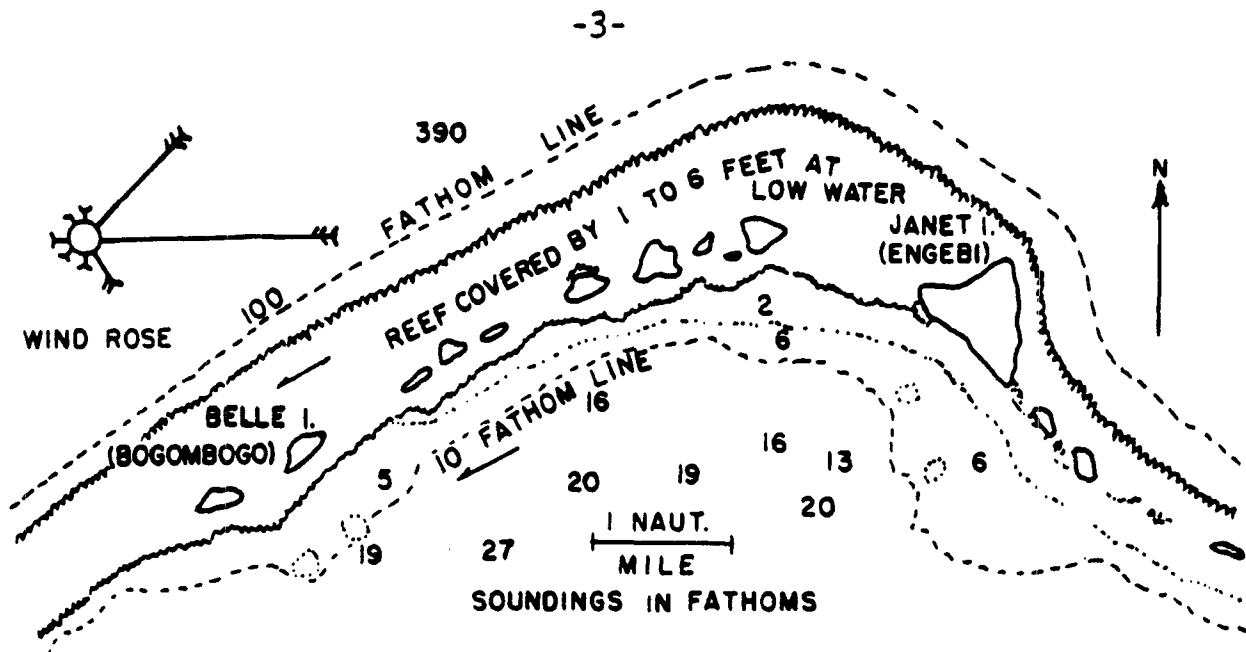 -3-
390
100 FATHOM LINE
N
REEF COVERED BY 1 TO 6 FEET AT
LOW WATER
JANET I.
(ENGEBI)
WIND ROSE
2
6
BELLE I.
(BOGOMBOGO)
10 FATHOM LINE
16
5
20
19
16
13
6
20
1 NAUT.
MILE
19
27
SOUNDINGS IN FATHOMS